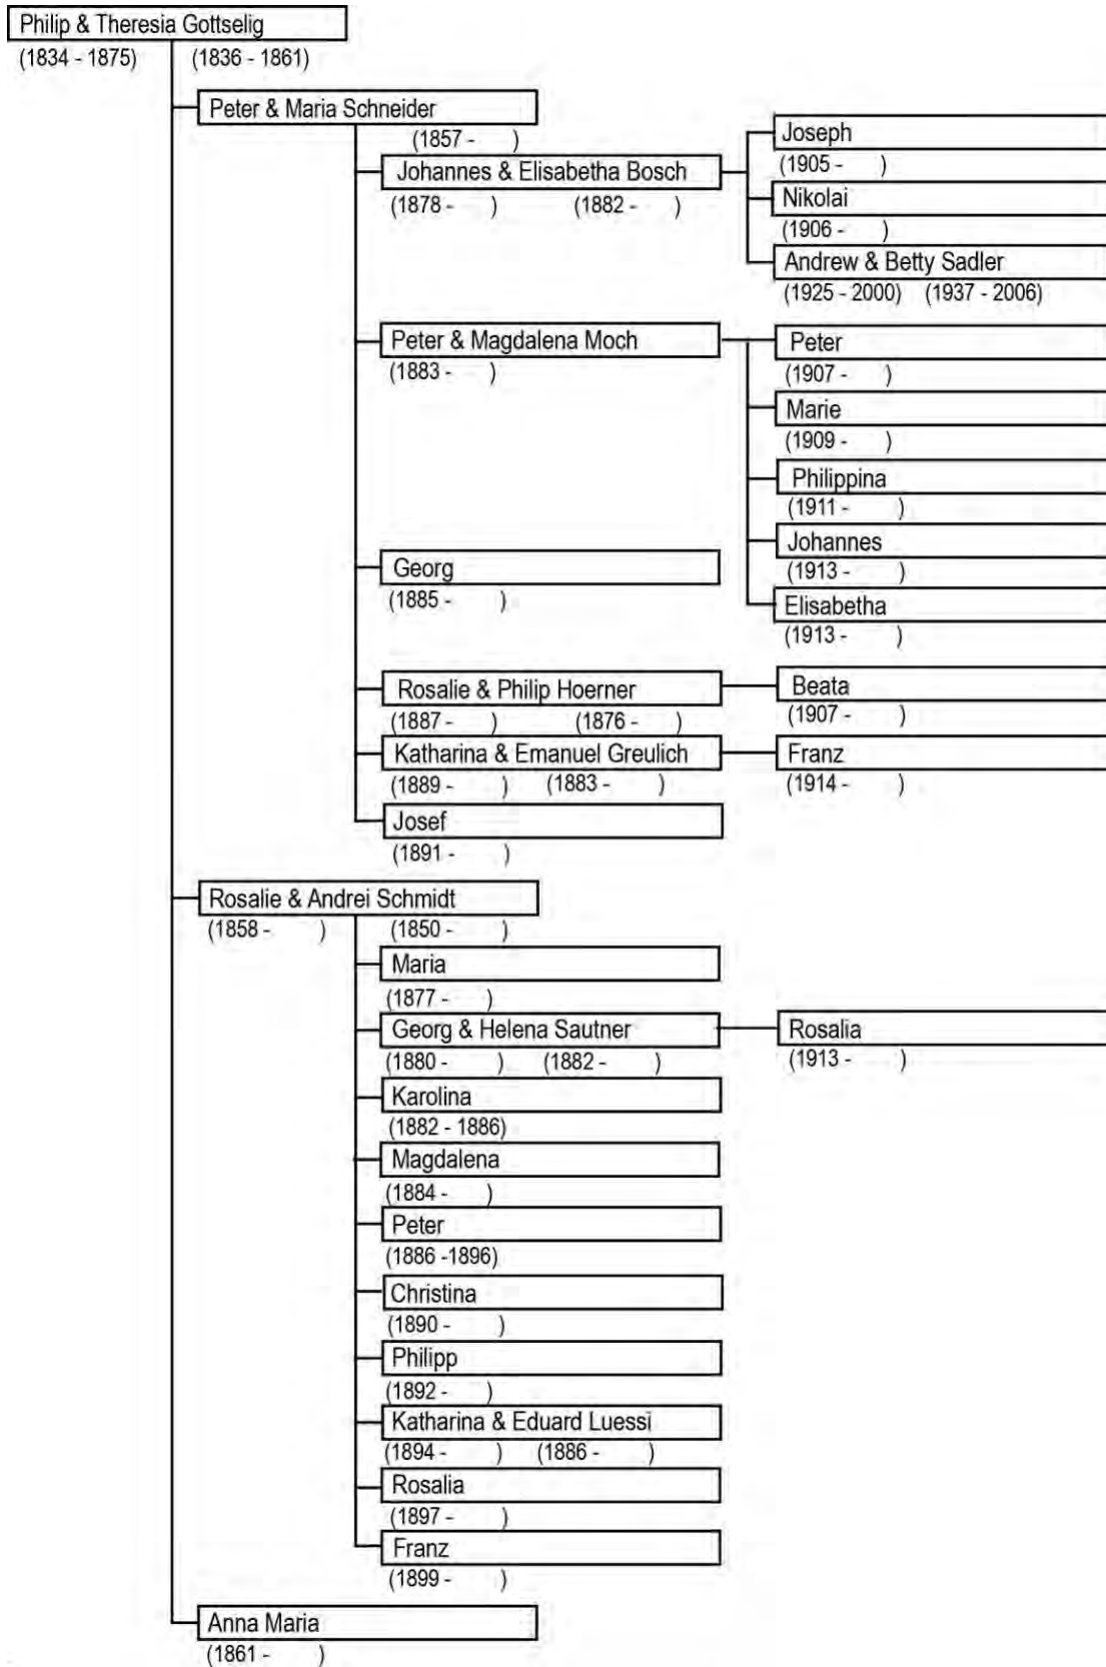 Philip & Theresia Gottselig
(1834 - 1875) (1836 - 1861)
Peter & Maria Schneider
(1857 - )
Johannes & Elisabetha Bosch
(1878 - ) (1882 - )
Joseph
(1905 - )
Nikolai
(1906 - )
Andrew & Betty Sadler
(1925 - 2000) (1937 - 2006)
Peter & Magdalena Moch
(1883 - )
Peter
(1907 - )
Marie
(1909 - )
Philippina
(1911 - )
Johannes
(1913 - )
Elisabetha
(1913 - )
Georg
(1885 - )
Rosalie & Philip Hoerner
(1887 - ) (1876 - )
Beata
(1907 - )
Katharina & Emanuel Greulich
(1889 - ) (1883 - )
Franz
(1914 - )
Josef
(1891 - )
Rosalie & Andrei Schmidt
(1858 - ) (1850 - )
Maria
(1877 - )
Georg & Helena Sautner
(1880 - ) (1882 - )
Rosalia
(1913 - )
Karolina
(1882 - 1886)
Magdalena
(1884 - )
Peter
(1886 -1896)
Christina
(1890 - )
Philipp
(1892 - )
Katharina & Eduard Luessi
(1894 - ) (1886 - )
Rosalia
(1897 - )
Franz
(1899 - )
Anna Maria
(1861 - )